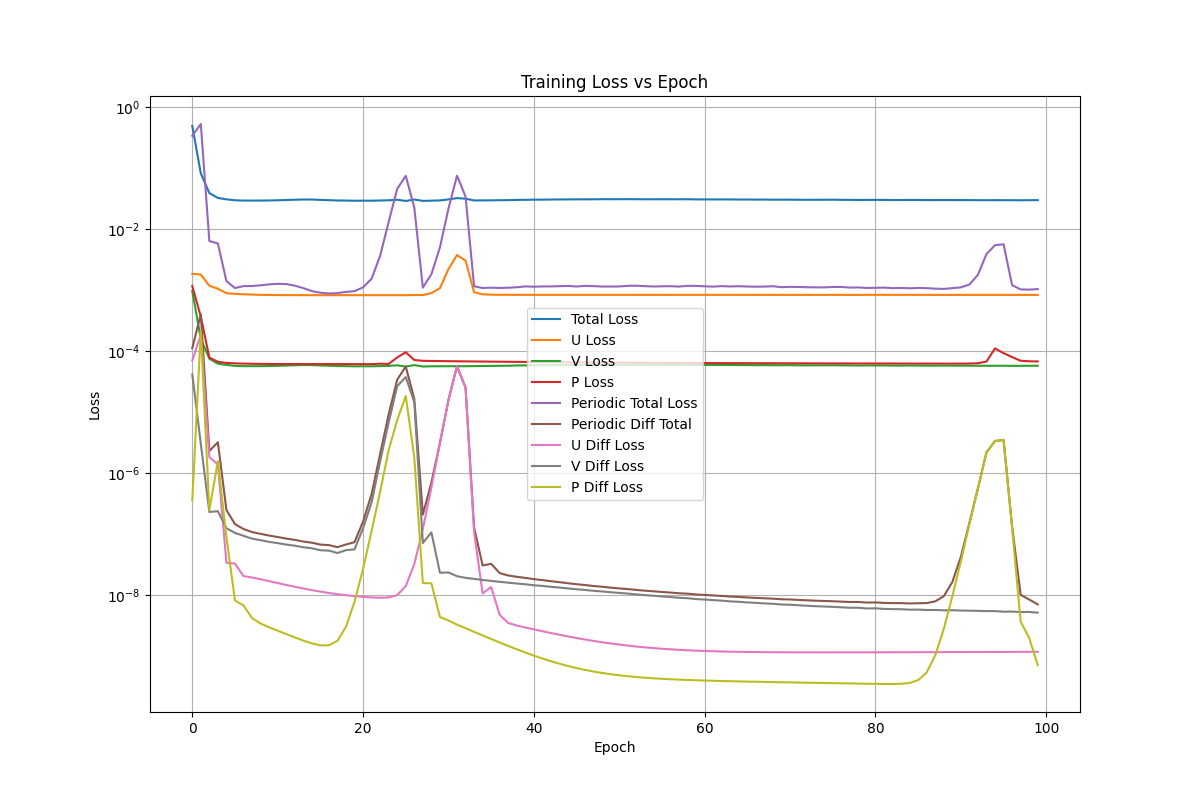 Training Loss vs Epoch
10^0
10^-2
10^-4
10^-6
10^-8
Loss
Total Loss
U Loss
V Loss
P Loss
Periodic Total Loss
Periodic Diff Total
U Diff Loss
V Diff Loss
P Diff Loss
0 20 40 60 80 100
Epoch